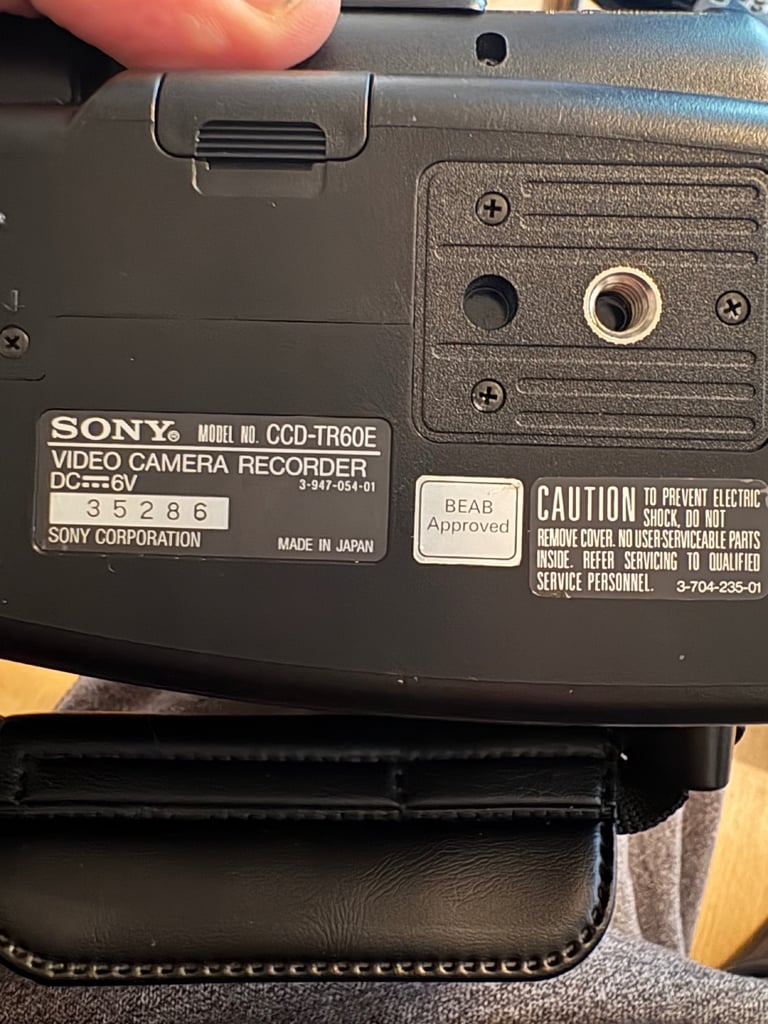 SONY® MODEL NO. CCD-TR60E
VIDEO CAMERA RECORDER
DC⎓6V 3-947-054-01
35286
SONY CORPORATION MADE IN JAPAN
BEAB
Approved
CAUTION TO PREVENT ELECTRIC
SHOCK, DO NOT
REMOVE COVER. NO USER-SERVICEABLE PARTS
INSIDE. REFER SERVICING TO QUALIFIED
SERVICE PERSONNEL. 3-704-235-01